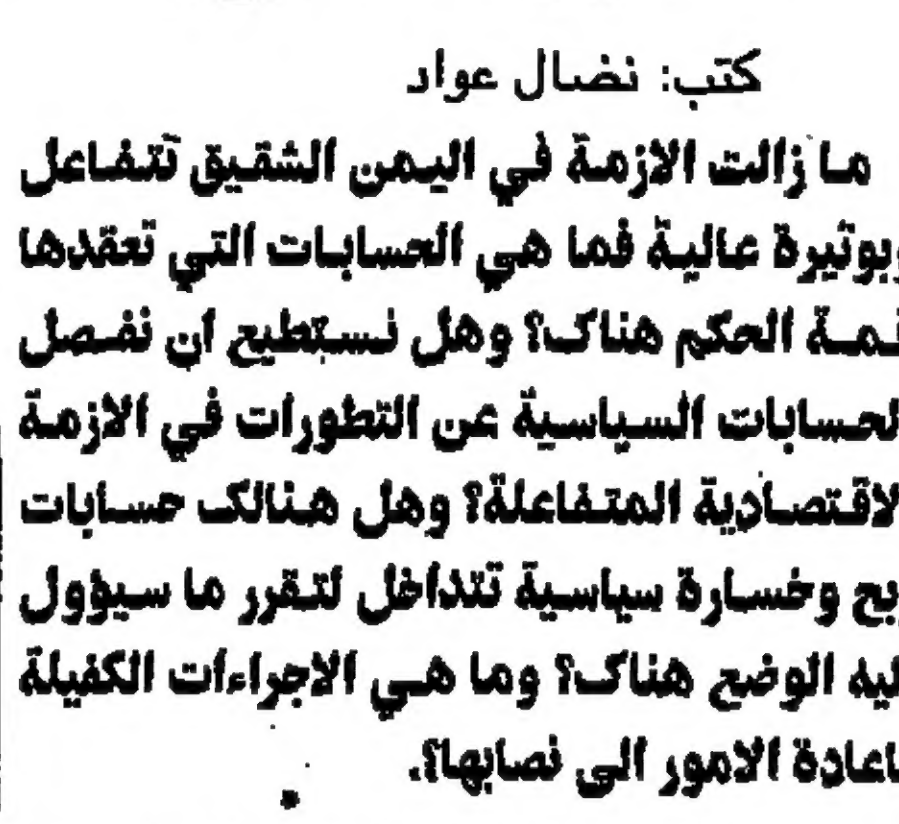 كتب: نضال عواد
ما زالت الازمة في اليمن الشقيق تتفاعل
وبوتيرة عالية فما هي الحسابات التي تعقدها
قمة الحكم هناك؟ وهل نستطيع ان نفصل
الحسابات السياسية عن التطورات في الازمة
الاقتصادية المتفاعلة؟ وهل هنالك حسابات
ربح وخسارة سياسية تتداخل لتقرر ما سيؤول
اليه الوضع هناك؟ وما هي الاجراءات الكفيلة
باعادة الامور الى نصابها؟.